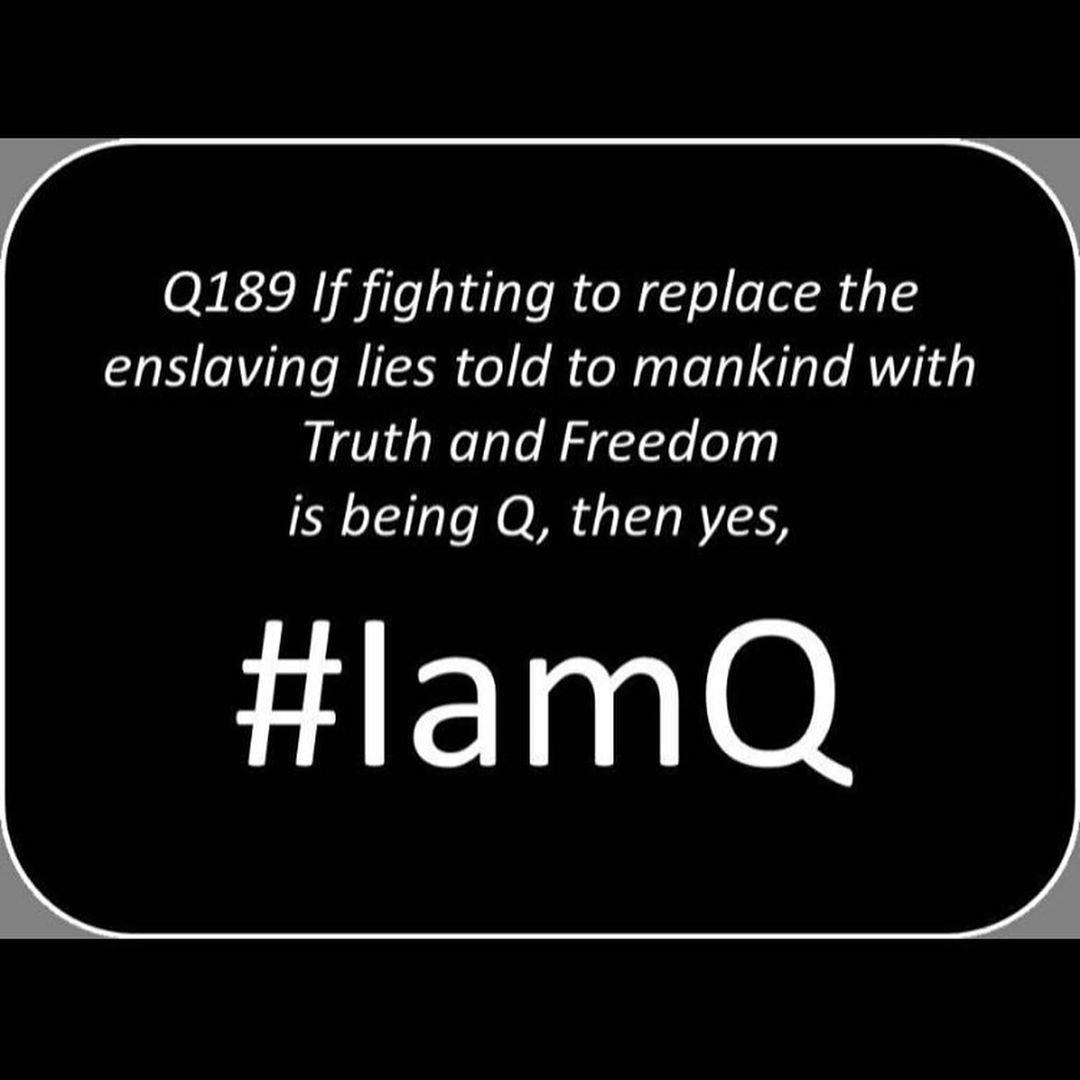 Q189 If fighting to replace the
enslaving lies told to mankind with
Truth and Freedom
is being Q, then yes,
#IamQ